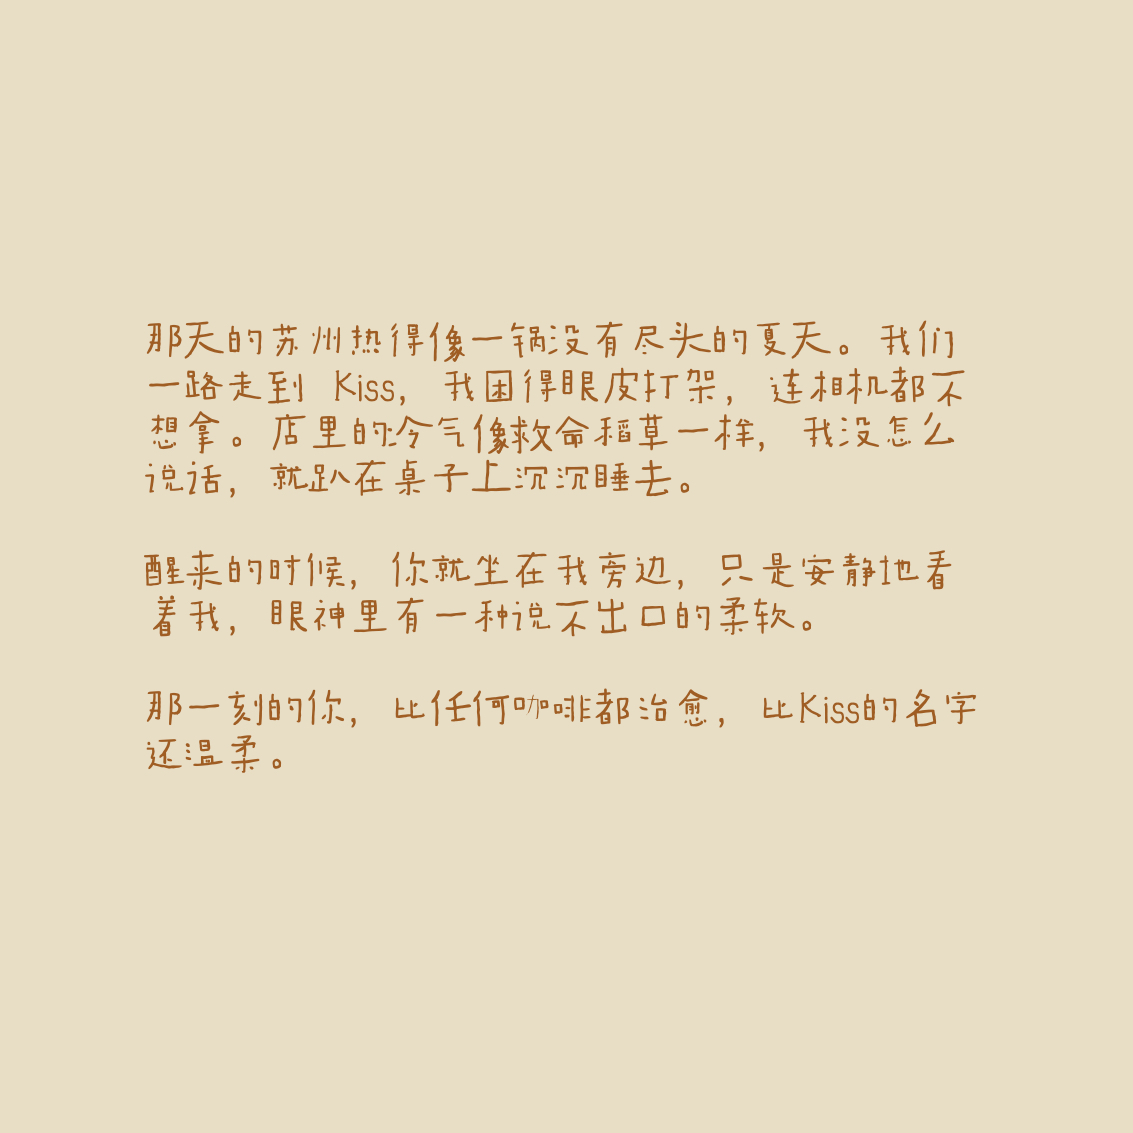 那天的苏州热得像一锅没有尽头的夏天。我们
一路走到 Kiss，我困得眼皮打架，连相机都不
想拿。店里的冷气像救命稻草一样，我没怎么
说话，就趴在桌子上沉沉睡去。
醒来的时候，你就坐在我旁边，只是安静地看
着我，眼神里有一种说不出口的柔软。
那一刻的你，比任何咖啡都治愈，比Kiss的名字
还温柔。